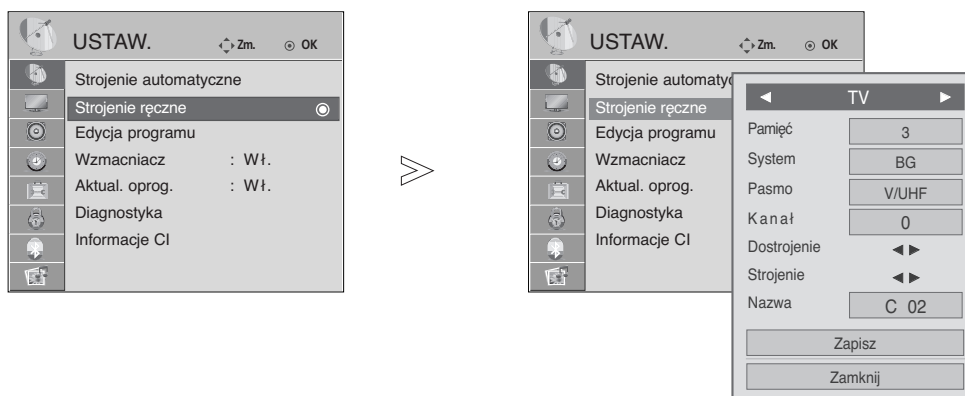 USTAW.
Zm.
OK
Strojenie automatyczne
Strojenie ręczne
Edycja programu
Wzmacniacz : Wł.
Aktual. oprog. : Wł.
Diagnostyka
Informacje CI
USTAW.
Zm.
OK
Strojenie automatyc
Strojenie ręczne
Edycja programu
Wzmacniacz
Aktual. oprog.
Diagnostyka
Informacje CI
TV
Pamięć 3
System BG
Pasmo V/UHF
Kanał 0
Dostrojenie
Strojenie
Nazwa C 02
Zapisz
Zamknij